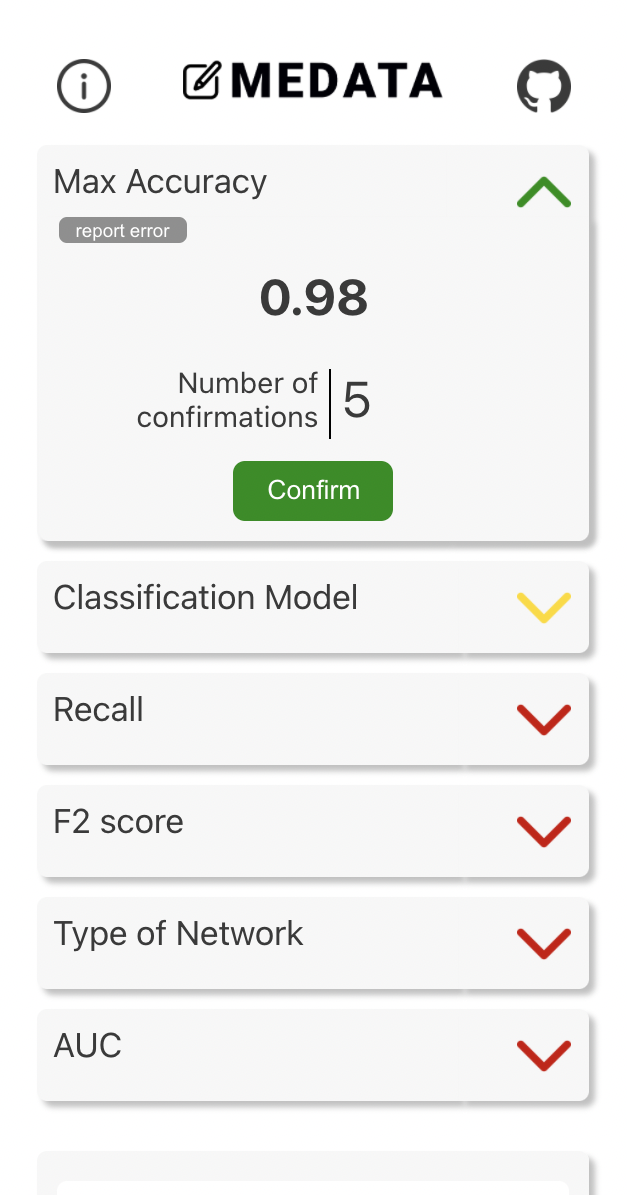 MEDATA
Max Accuracy
report error
0.98
Number of
confirmations
5
Confirm
Classification Model
Recall
F2 score
Type of Network
AUC